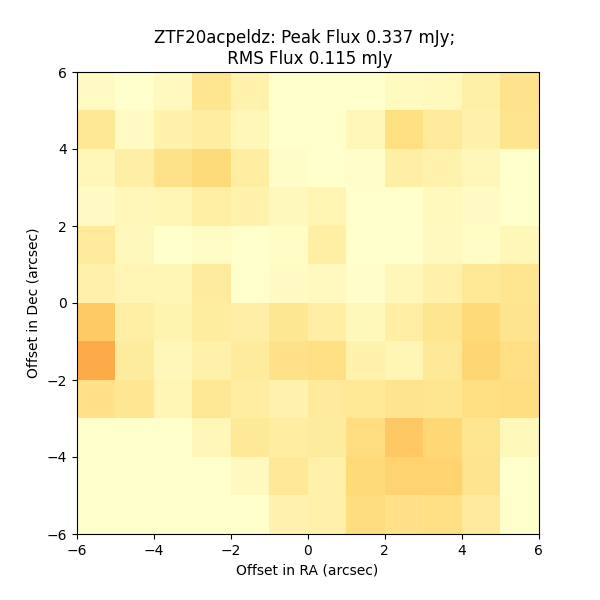 ZTF20acpeldz: Peak Flux 0.337 mJy;
RMS Flux 0.115 mJy
6
4
2
0
−2
−4
−6
Offset in Dec (arcsec)
−6 −4 −2 0 2 4 6
Offset in RA (arcsec)